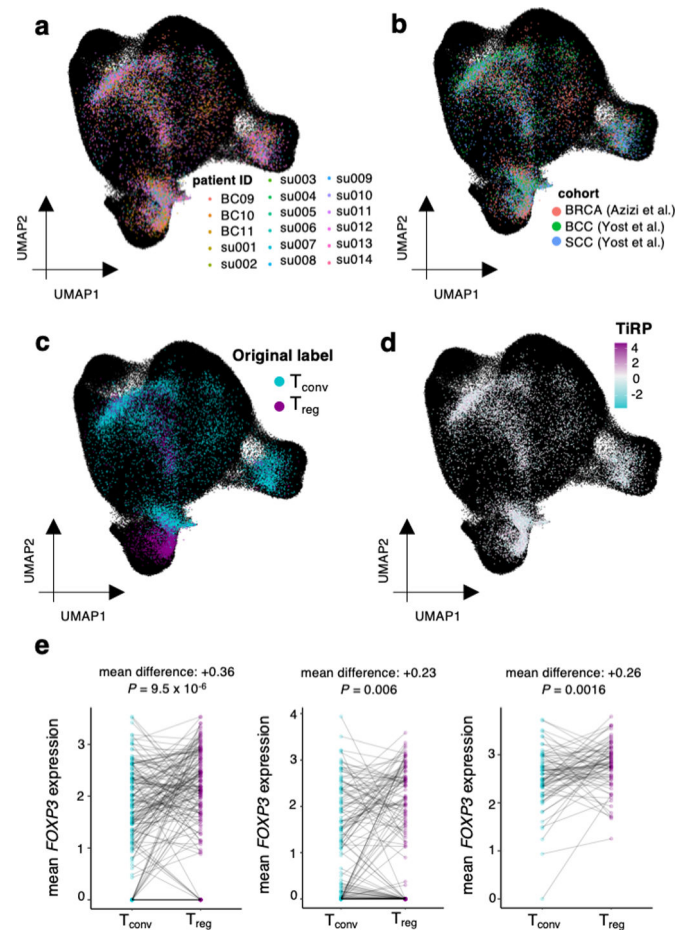 a
patient ID
BC09
BC10
BC11
su001
su002
su003
su004
su005
su006
su007
su008
su009
su010
su011
su012
su013
su014
UMAP2
UMAP1
b
cohort
BRCA (Azizi et al.)
BCC (Yost et al.)
SCC (Yost et al.)
UMAP2
UMAP1
c
Original label
Tconv
Treg
UMAP2
UMAP1
d
TiRP
4
2
0
-2
UMAP2
UMAP1
e
mean difference: +0.36
P = 9.5 x 10-6
mean FOXP3 expression
3
2
1
0
Tconv
Treg
mean difference: +0.23
P = 0.006
mean FOXP3 expression
4
3
2
1
0
Tconv
Treg
mean difference: +0.26
P = 0.0016
mean FOXP3 expression
3
2
1
0
Tconv
Treg